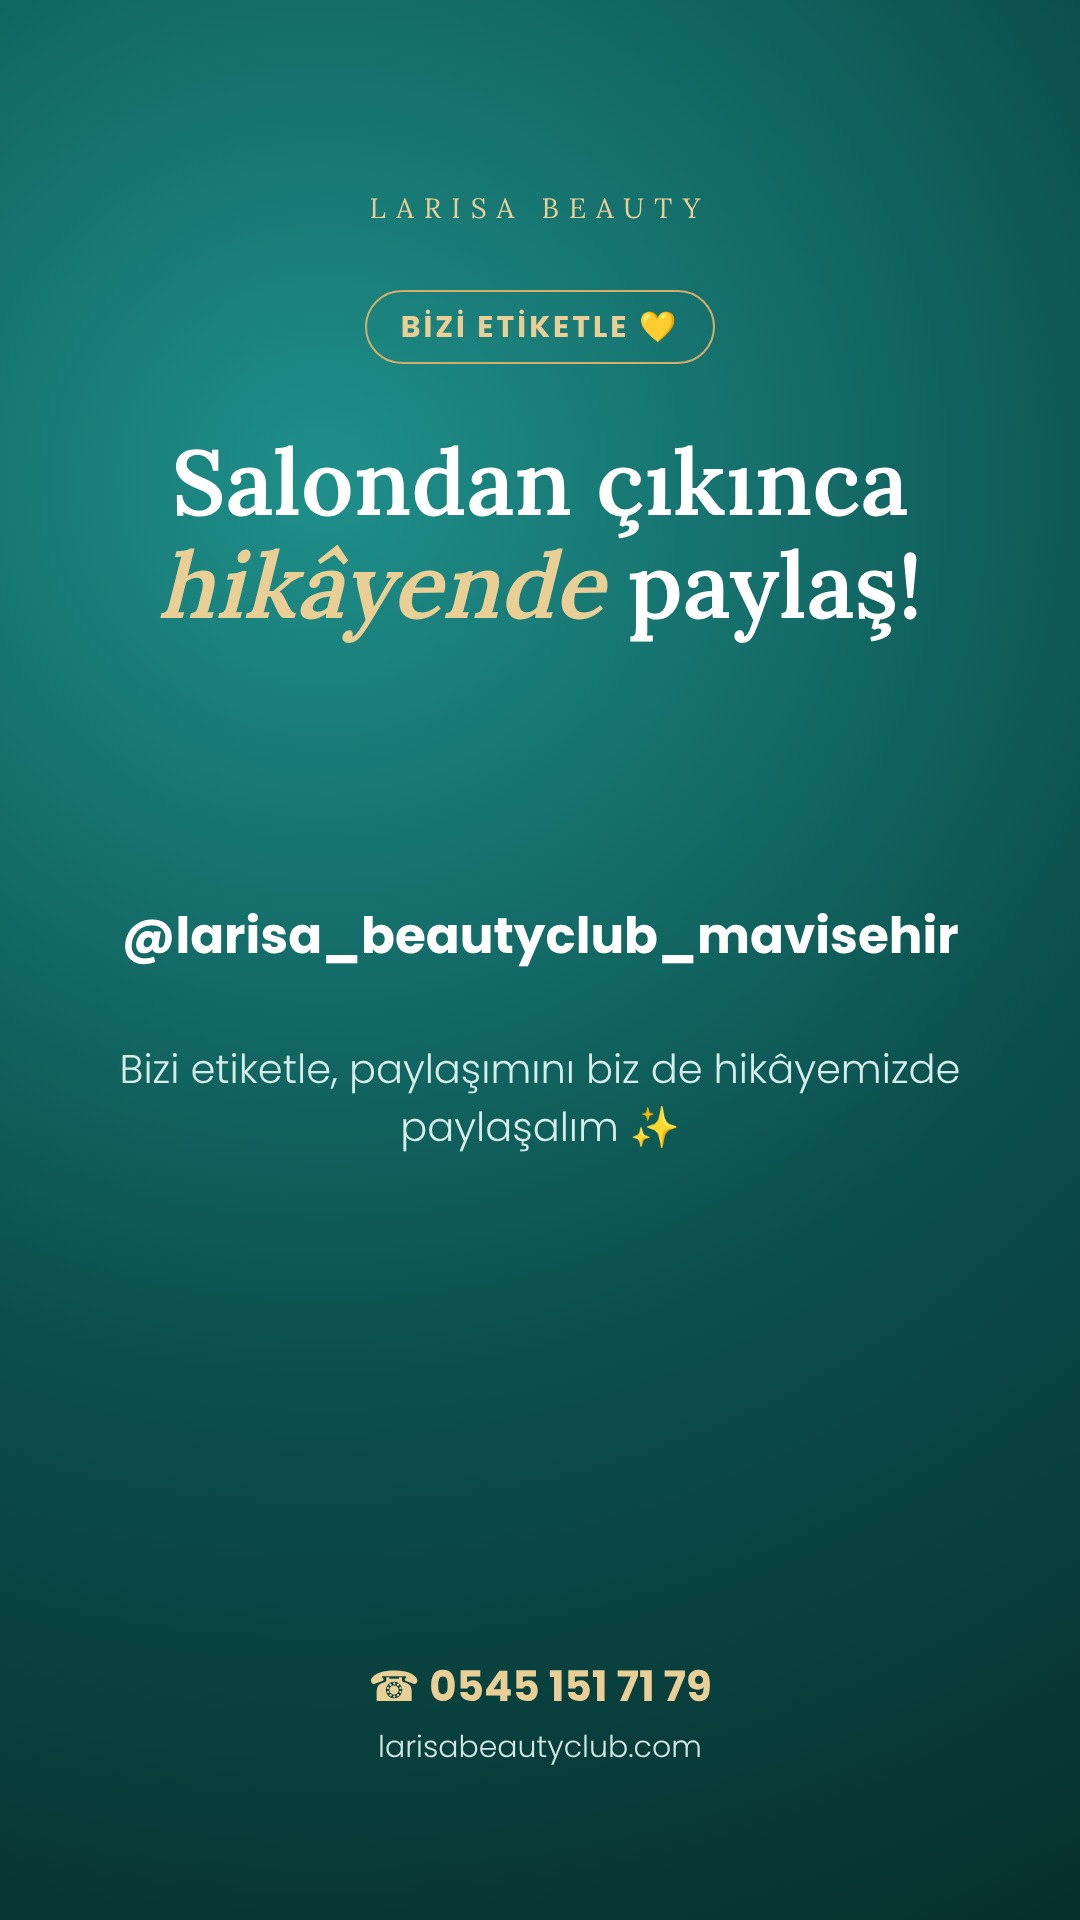 LARISA BEAUTY
BİZİ ETİKETLE 💛
Salondan çıkınca
hikâyende paylaş!
@larisa_beautyclub_mavisehir
Bizi etiketle, paylaşımını biz de hikâyemizde
paylaşalım ✨
☎ 0545 151 71 79
larisabeautyclub.com